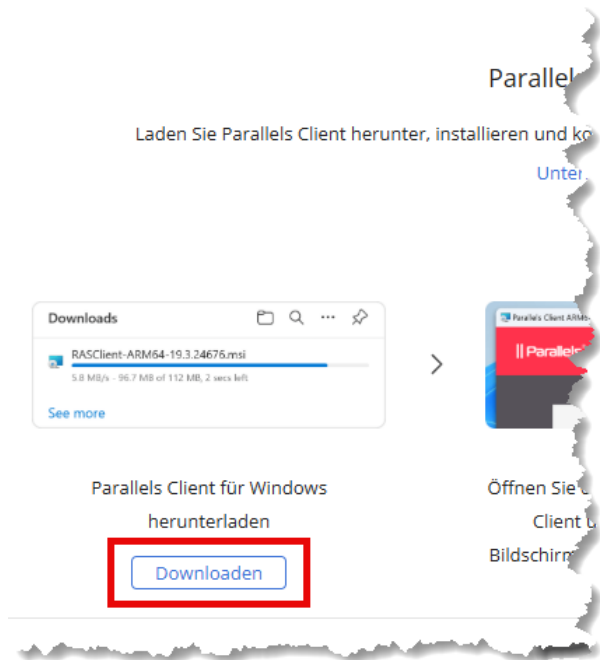 Parallel
Laden Sie Parallels Client herunter, installieren und ko
Unter
Downloads
RASClient-ARM64-19.3.24676.msi
5.8 MB/s - 96.7 MB of 112 MB, 2 secs left
See more
Parallels Client ARM6
Parallels
Parallels Client für Windows
herunterladen
Downloaden
Öffnen Sie
Client
Bildschirm